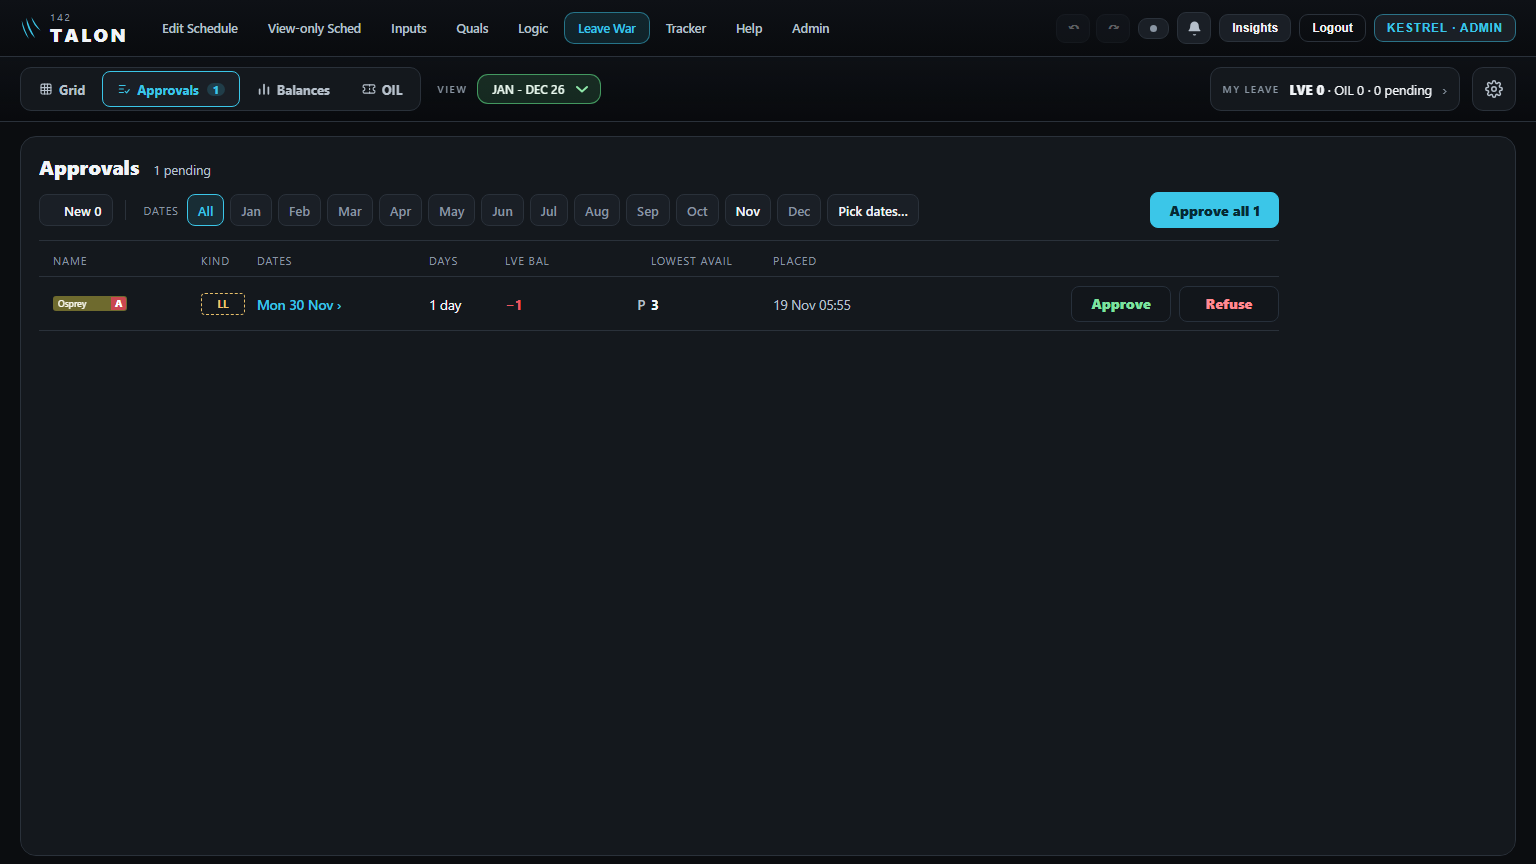 142
TALON
Edit Schedule View-only Sched Inputs Quals Logic Leave War Tracker Help Admin
Insights Logout KESTREL · ADMIN
Grid Approvals 1 Balances OIL VIEW JAN - DEC 26
MY LEAVE LVE 0 · OIL 0 · 0 pending ›
Approvals 1 pending
New 0 DATES All Jan Feb Mar Apr May Jun Jul Aug Sep Oct Nov Dec Pick dates... Approve all 1
NAME KIND DATES DAYS LVE BAL LOWEST AVAIL PLACED
Osprey A LL Mon 30 Nov › 1 day −1 P 3 19 Nov 05:55 Approve Refuse